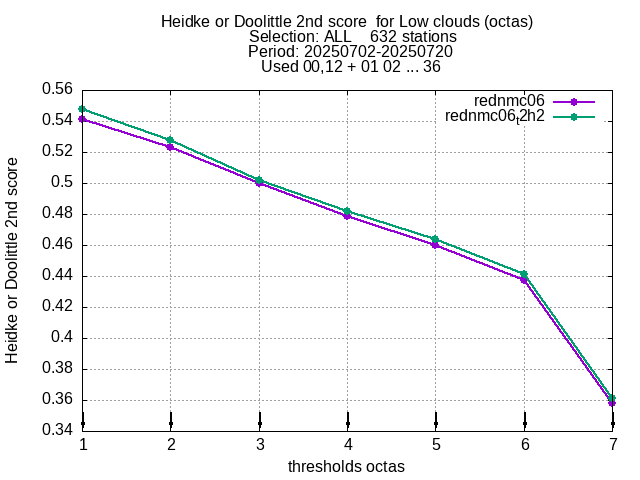 Heidke or Doolittle 2nd score  for Low clouds (octas)
Selection: ALL    632 stations
Period: 20250702-20250720
Used 00,12 + 01 02 ... 36
rednmc06
rednmc06t2h2
Heidke or Doolittle 2nd score
0.56
0.54
0.52
0.5
0.48
0.46
0.44
0.42
0.4
0.38
0.36
0.34
1 2 3 4 5 6 7
thresholds octas